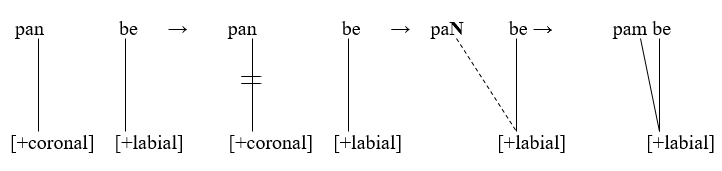 pan be → pan be → paN be → pam be
[+coronal] [+labial] [+coronal] [+labial] [+labial] [+labial]